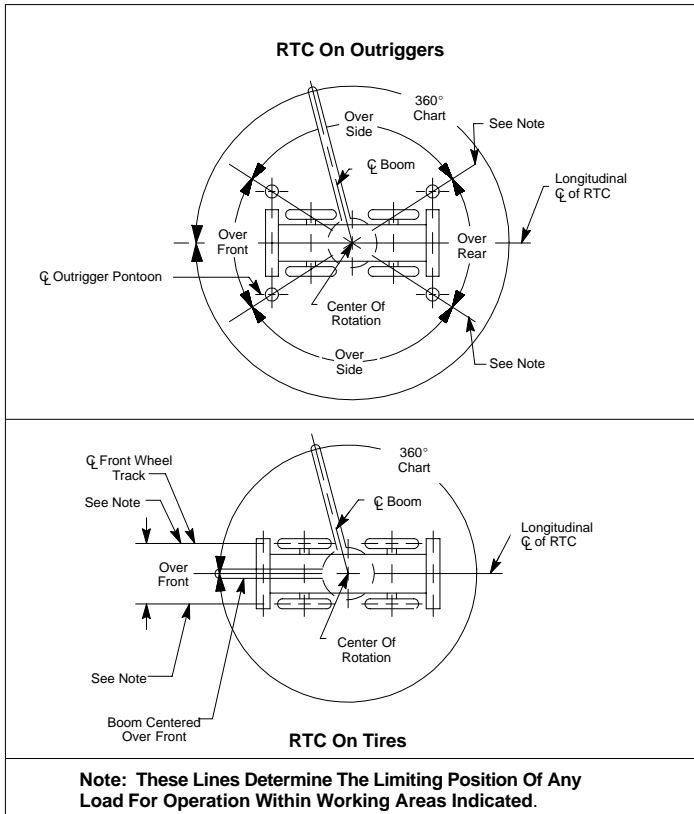 RTC On Outriggers
360°
Chart
Over
Side
See Note
℄ Boom
Longitudinal
℄ of RTC
Over
Front
Over
Rear
℄ Outrigger Pontoon
Center Of
Rotation
Over
Side
See Note
℄ Front Wheel
Track
360°
Chart
See Note
℄ Boom
Longitudinal
℄ of RTC
Over
Front
Center Of
Rotation
See Note
Boom Centered
Over Front
RTC On Tires
Note: These Lines Determine The Limiting Position Of Any
Load For Operation Within Working Areas Indicated.